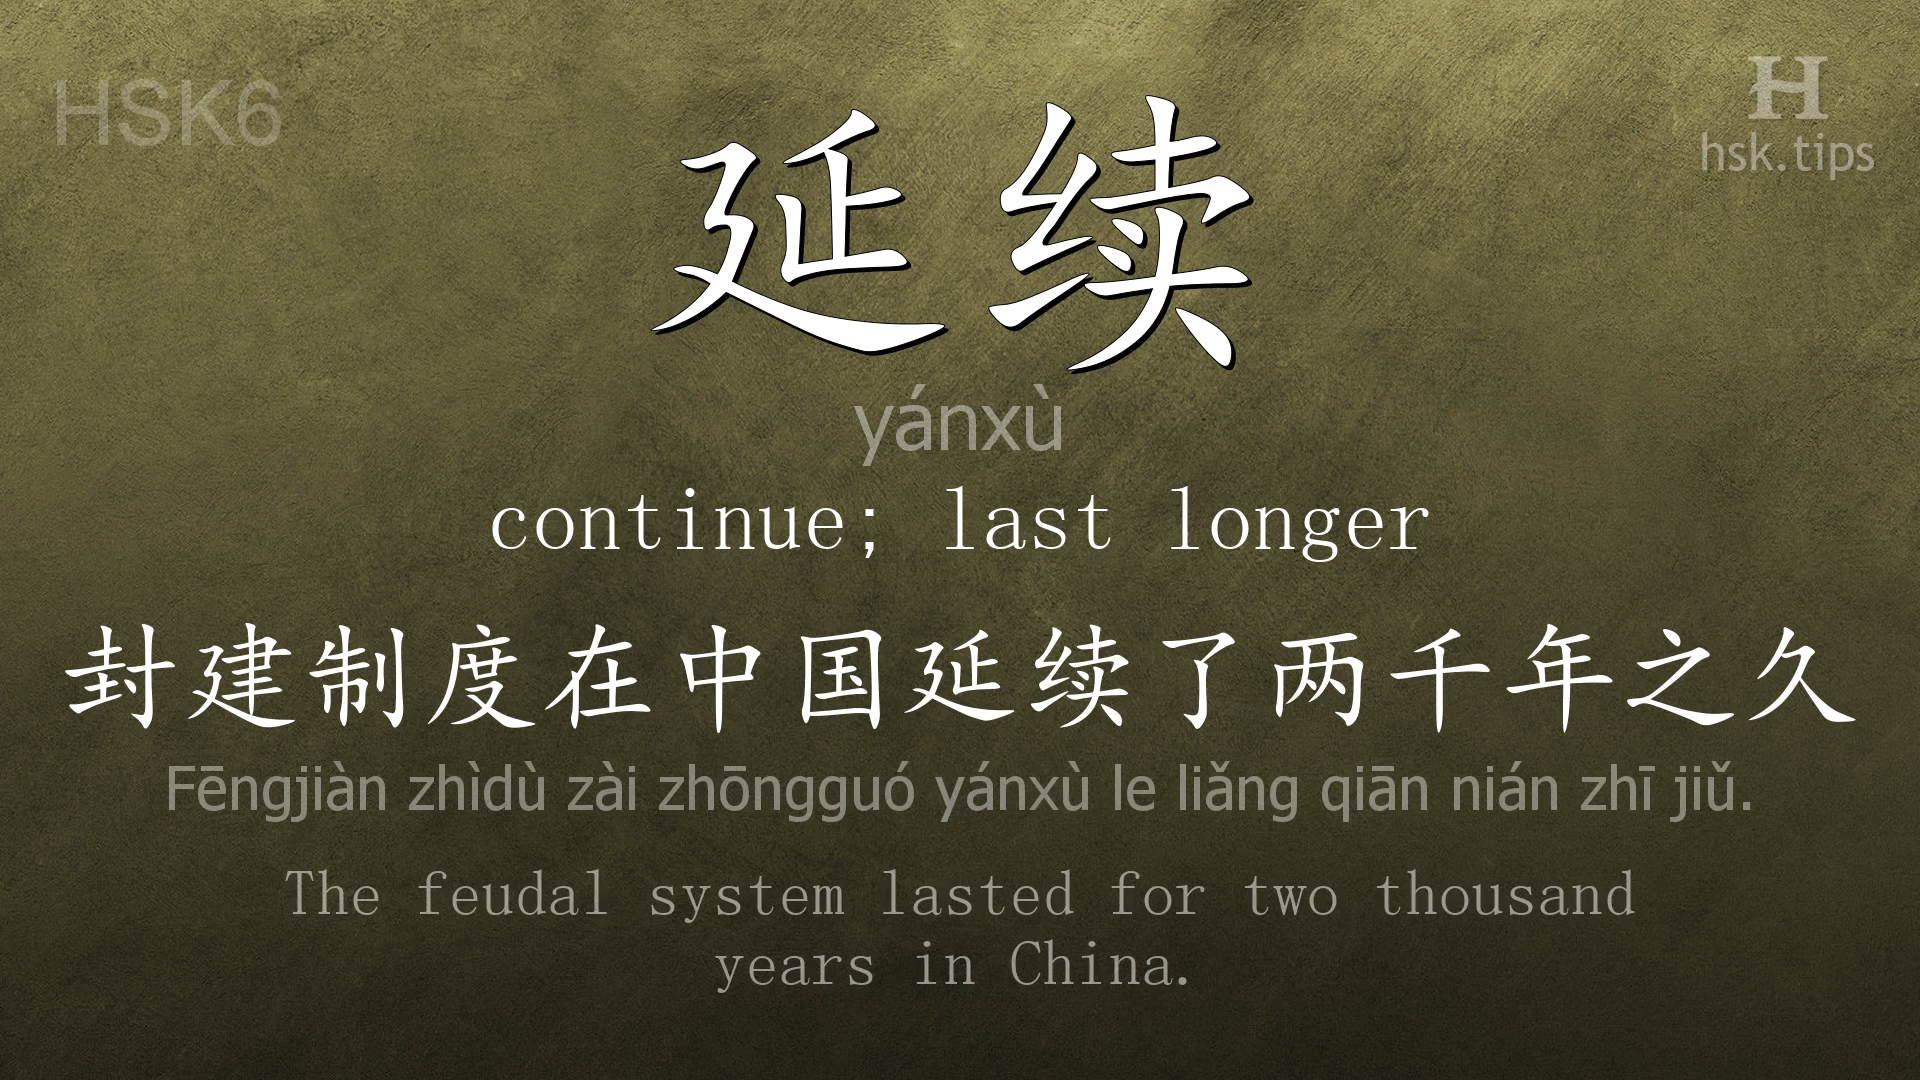 HSK6
H
hsk.tips
延续
yánxù
continue; last longer
封建制度在中国延续了两千年之久
Fēngjiàn zhìdù zài zhōngguó yánxù le liǎng qiān nián zhī jiǔ.
The feudal system lasted for two thousand
years in China.